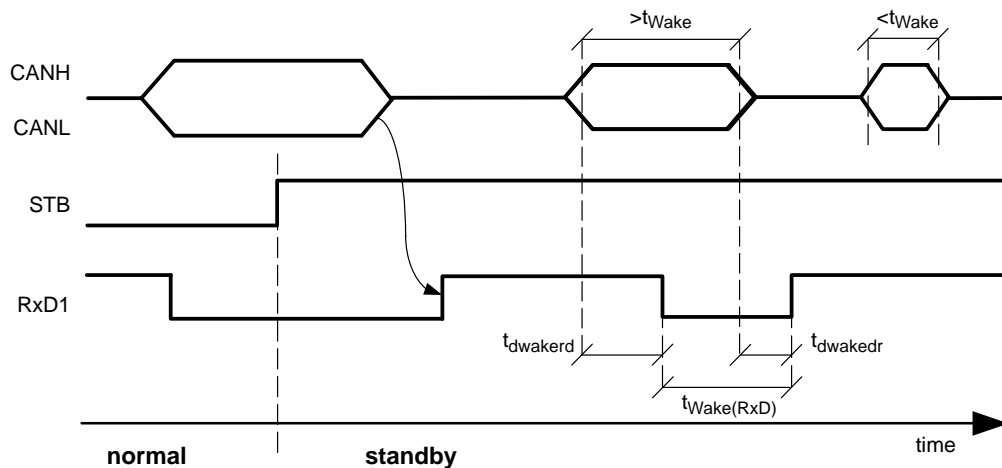 >tWake
<tWake
CANH
CANL
STB
RxD1
tdwakerd
tdwakedr
tWake(RxD)
time
normal
standby